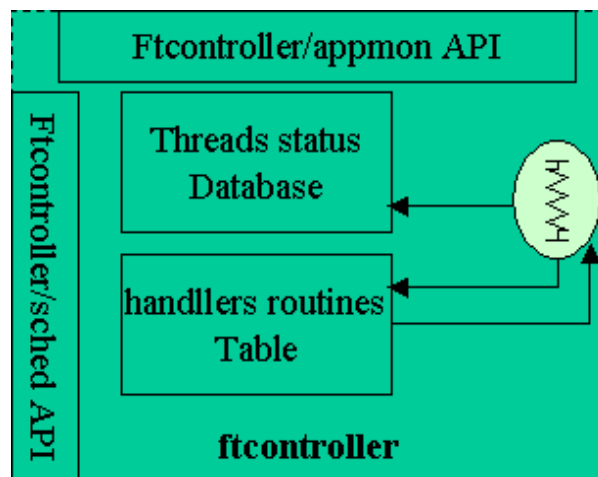 Ftcontroller/appmon API
Ftcontroller/sched API
Threads status
Database
handllers routines
Table
ftcontroller